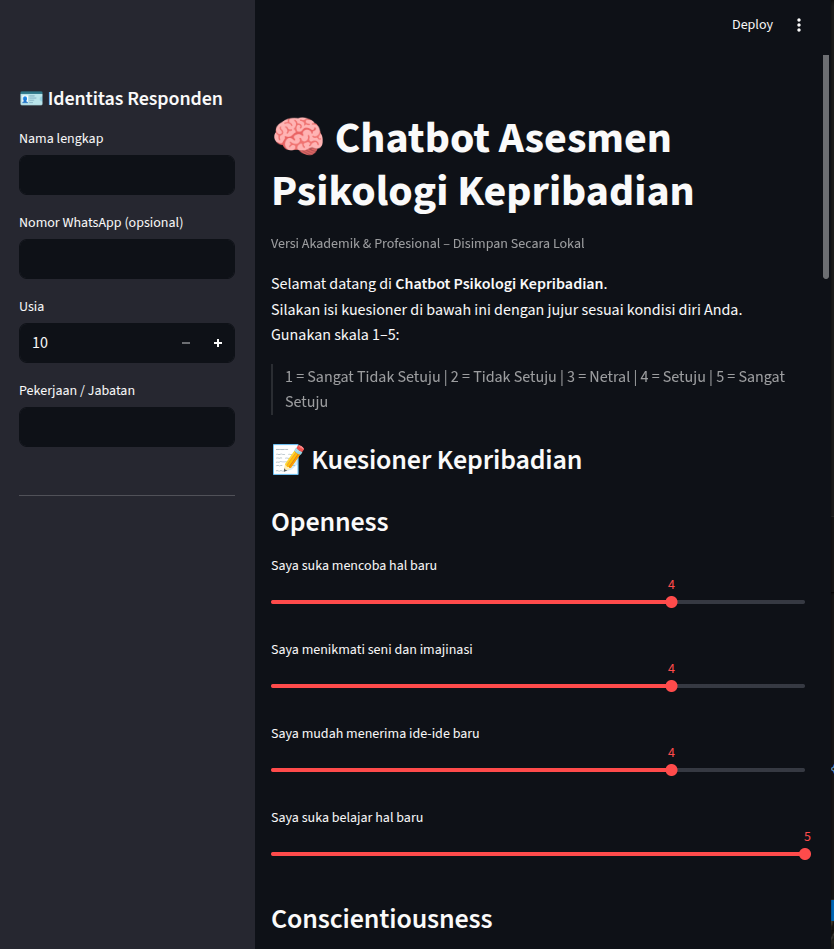 Deploy
Identitas Responden
Nama lengkap
Nomor WhatsApp (opsional)
Usia
10
Pekerjaan / Jabatan
Chatbot Asesmen
Psikologi Kepribadian
Versi Akademik & Profesional – Disimpan Secara Lokal
Selamat datang di Chatbot Psikologi Kepribadian.
Silakan isi kuesioner di bawah ini dengan jujur sesuai kondisi diri Anda.
Gunakan skala 1–5:
1 = Sangat Tidak Setuju | 2 = Tidak Setuju | 3 = Netral | 4 = Setuju | 5 = Sangat
Setuju
Kuesioner Kepribadian
Openness
Saya suka mencoba hal baru
4
Saya menikmati seni dan imajinasi
4
Saya mudah menerima ide-ide baru
4
Saya suka belajar hal baru
5
Conscientiousness